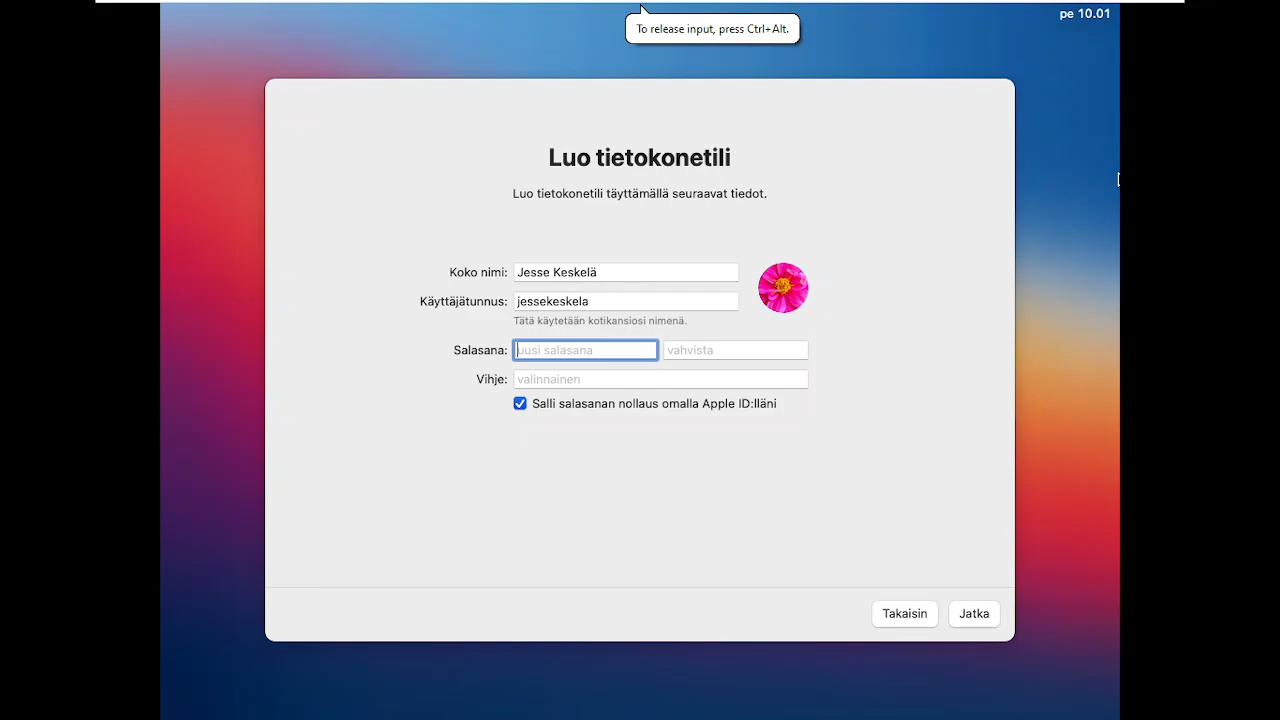 To release input, press Ctrl+Alt.
pe 10.01
Luo tietokonetili
Luo tietokonetili täyttämällä seuraavat tiedot.
Koko nimi: Jesse Keskelä
Käyttäjätunnus: jessekeskela
Tätä käytetään kotikansiosi nimenä.
Salasana: uusi salasana vahvista
Vihje: valinnainen
Salli salasanan nollaus omalla Apple ID:lläni
Takaisin Jatka